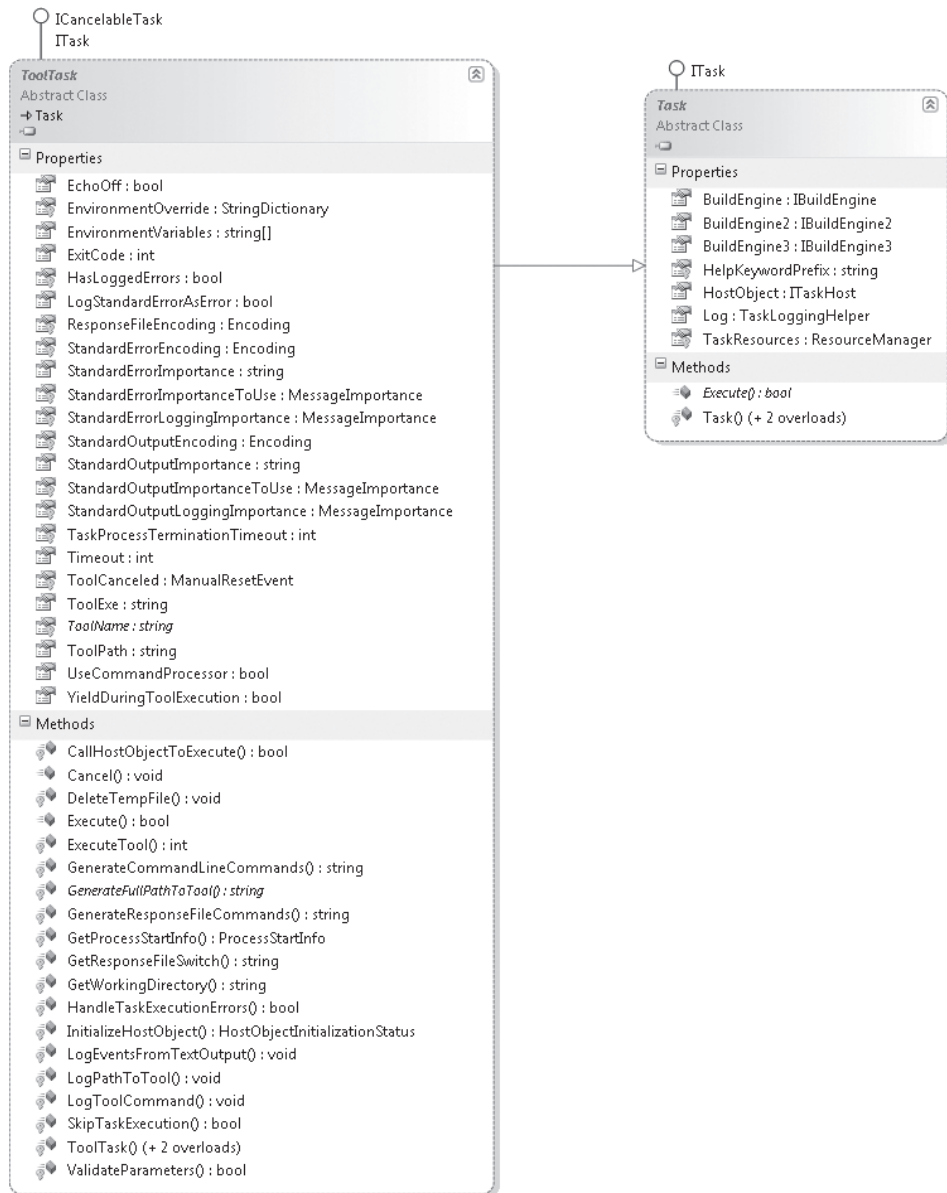 ICancelableTask
ITask
ToolTask
Abstract Class
Task
Properties
EchoOff : bool
EnvironmentOverride : StringDictionary
EnvironmentVariables : string[]
ExitCode : int
HasLoggedErrors : bool
LogStandardErrorAsError : bool
ResponseFileEncoding : Encoding
StandardErrorEncoding : Encoding
StandardErrorImportance : string
StandardErrorImportanceToUse : MessageImportance
StandardErrorLoggingImportance : MessageImportance
StandardOutputEncoding : Encoding
StandardOutputImportance : string
StandardOutputImportanceToUse : MessageImportance
StandardOutputLoggingImportance : MessageImportance
TaskProcessTerminationTimeout : int
Timeout : int
ToolCanceled : ManualResetEvent
ToolExe : string
ToolName : string
ToolPath : string
UseCommandProcessor : bool
YieldDuringToolExecution : bool
Methods
CallHostObjectToExecute() : bool
Cancel() : void
DeleteTempFile() : void
Execute() : bool
ExecuteTool() : int
GenerateCommandLineCommands() : string
GenerateFullPathToTool() : string
GenerateResponseFileCommands() : string
GetProcessStartInfo() : ProcessStartInfo
GetResponseFileSwitch() : string
GetWorkingDirectory() : string
HandleTaskExecutionErrors() : bool
InitializeHostObject() : HostObjectInitializationStatus
LogEventsFromTextOutput() : void
LogPathToTool() : void
LogToolCommand() : void
SkipTaskExecution() : bool
ToolTask() (+ 2 overloads)
ValidateParameters() : bool
ITask
Task
Abstract Class
Properties
BuildEngine : IBuildEngine
BuildEngine2 : IBuildEngine2
BuildEngine3 : IBuildEngine3
HelpKeywordPrefix : string
HostObject : ITaskHost
Log : TaskLoggingHelper
TaskResources : ResourceManager
Methods
Execute() : bool
Task() (+ 2 overloads)